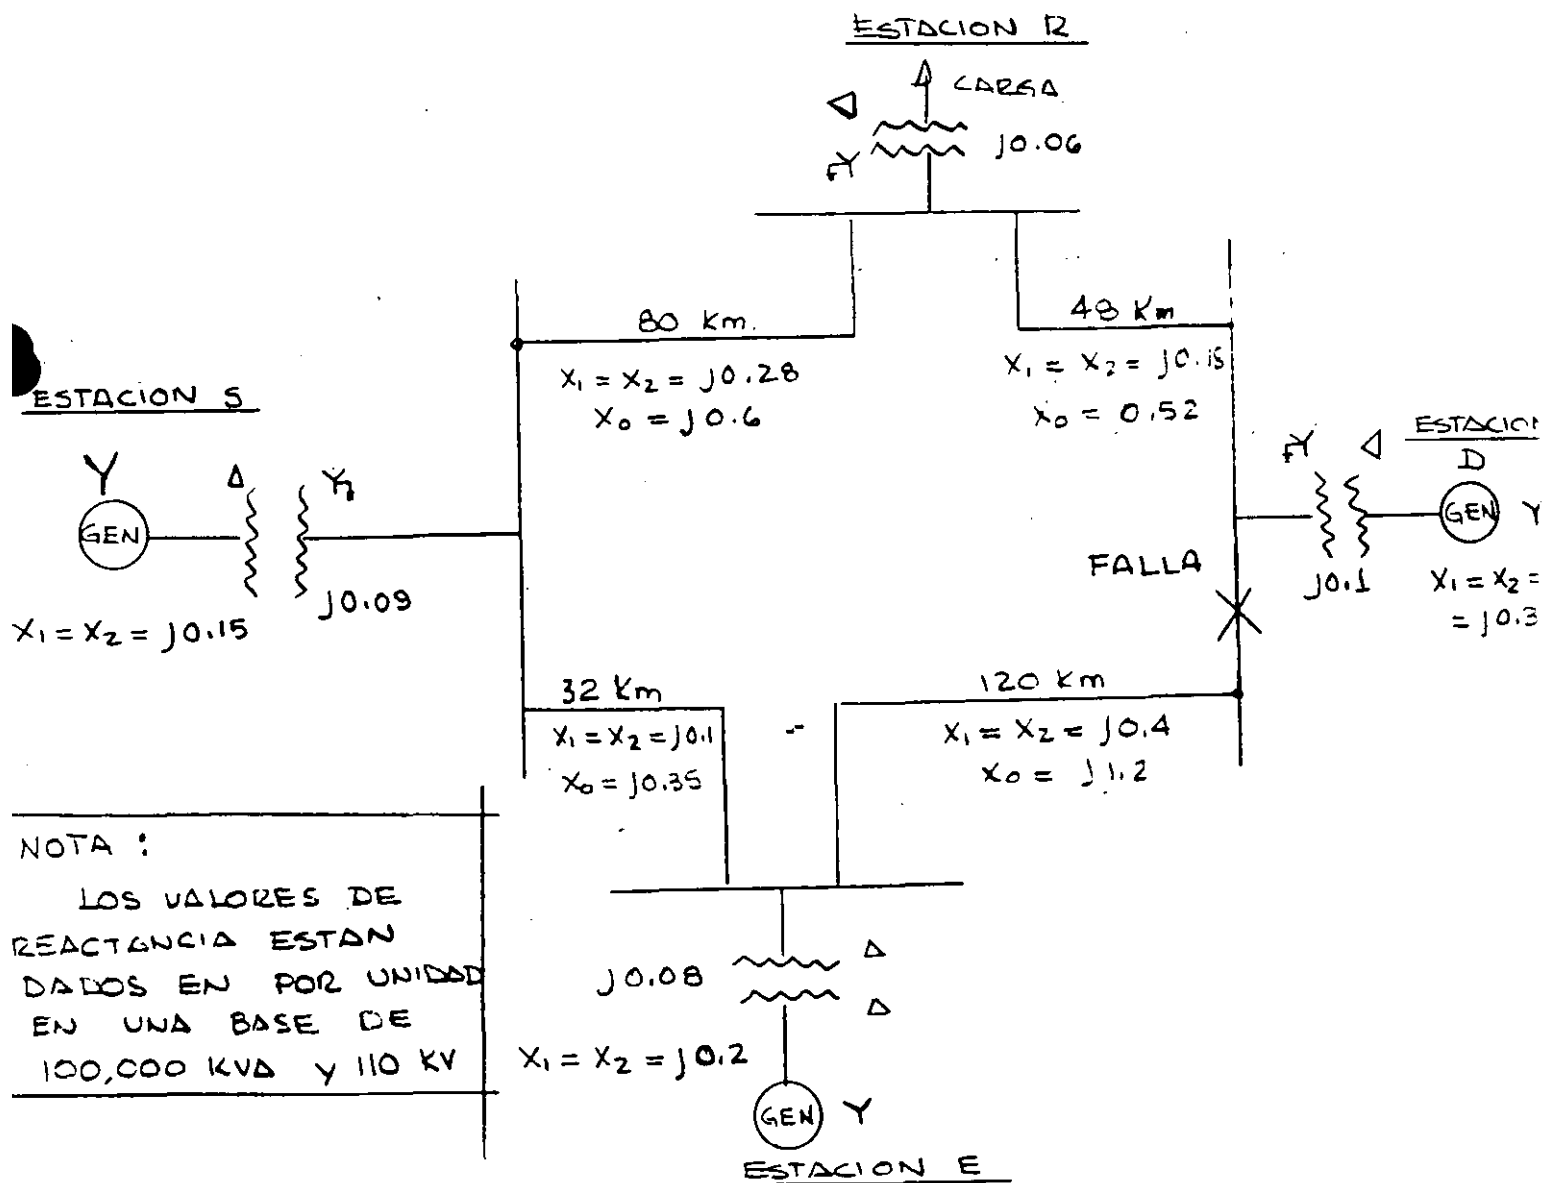 ESTACION R
CARGA
Δ
Y
J0.06
80 Km.
X₁ = X₂ = J0.28
X₀ = J0.6
48 Km
X₁ = X₂ = J0.15
X₀ = 0.52
ESTACION S
Y
GEN
Δ
Y
J0.09
X₁ = X₂ = J0.15
Y
Δ
D
GEN
Y
J0.1
X₁ = X₂ =
= J0.3
FALLA
32 Km
X₁ = X₂ = J0.1
X₀ = J0.35
120 Km
X₁ = X₂ = J0.4
X₀ = J1.2
NOTA :
LOS VALORES DE
REACTANCIA ESTAN
DADOS EN POR UNIDAD
EN UNA BASE DE
100,000 KVA Y 110 KV
J0.08
Δ
Δ
X₁ = X₂ = J0.2
GEN
Y
ESTACION E